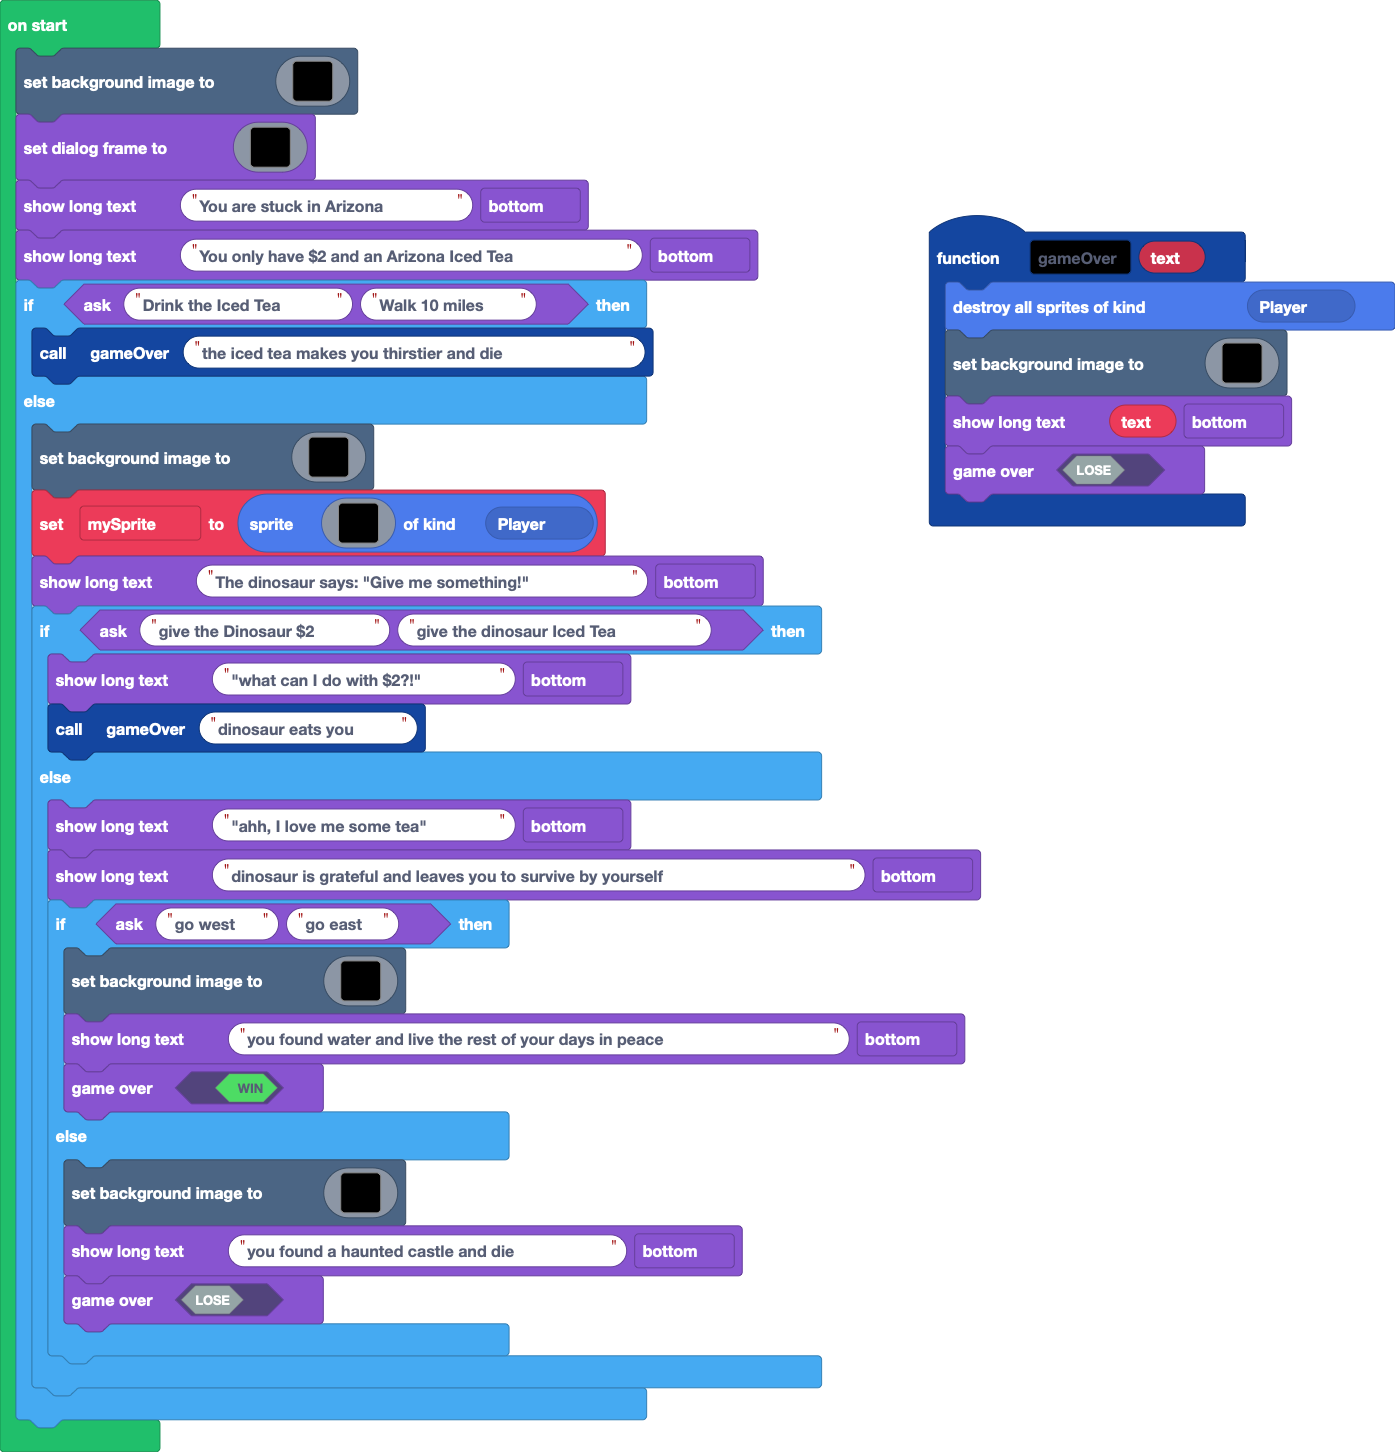 on start
set background image to
set dialog frame to
show long text "You are stuck in Arizona" bottom
show long text "You only have $2 and an Arizona Iced Tea" bottom
if ask "Drink the Iced Tea" "Walk 10 miles" then
call gameOver "the iced tea makes you thirstier and die"
else
set background image to
set mySprite to sprite of kind Player
show long text "The dinosaur says: "Give me something!"" bottom
if ask "give the Dinosaur $2" "give the dinosaur Iced Tea" then
show long text ""what can I do with $2?!"" bottom
call gameOver "dinosaur eats you"
else
show long text ""ahh, I love me some tea"" bottom
show long text "dinosaur is grateful and leaves you to survive by yourself" bottom
if ask "go west" "go east" then
set background image to
show long text "you found water and live the rest of your days in peace" bottom
game over WIN
else
set background image to
show long text "you found a haunted castle and die" bottom
game over LOSE
function gameOver text
destroy all sprites of kind Player
set background image to
show long text text bottom
game over LOSE